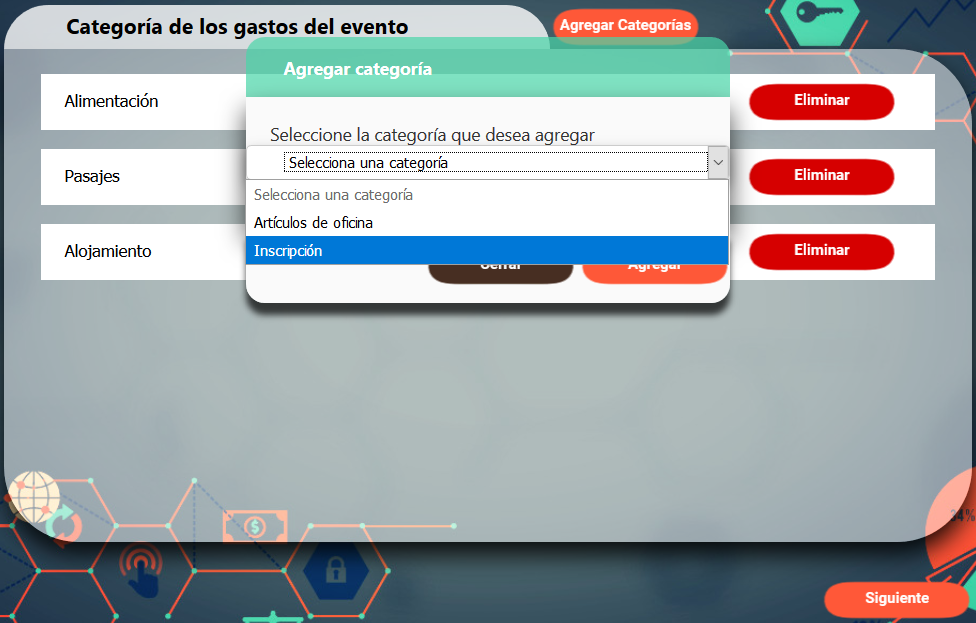 Categoría de los gastos del evento
Agregar Categorías
Agregar categoría
Alimentación
Eliminar
Seleccione la categoría que desea agregar
Selecciona una categoría
Pasajes
Eliminar
Selecciona una categoría
Artículos de oficina
Alojamiento
Inscripción
Eliminar
Cerrar
Agregar
$
34%
Siguiente